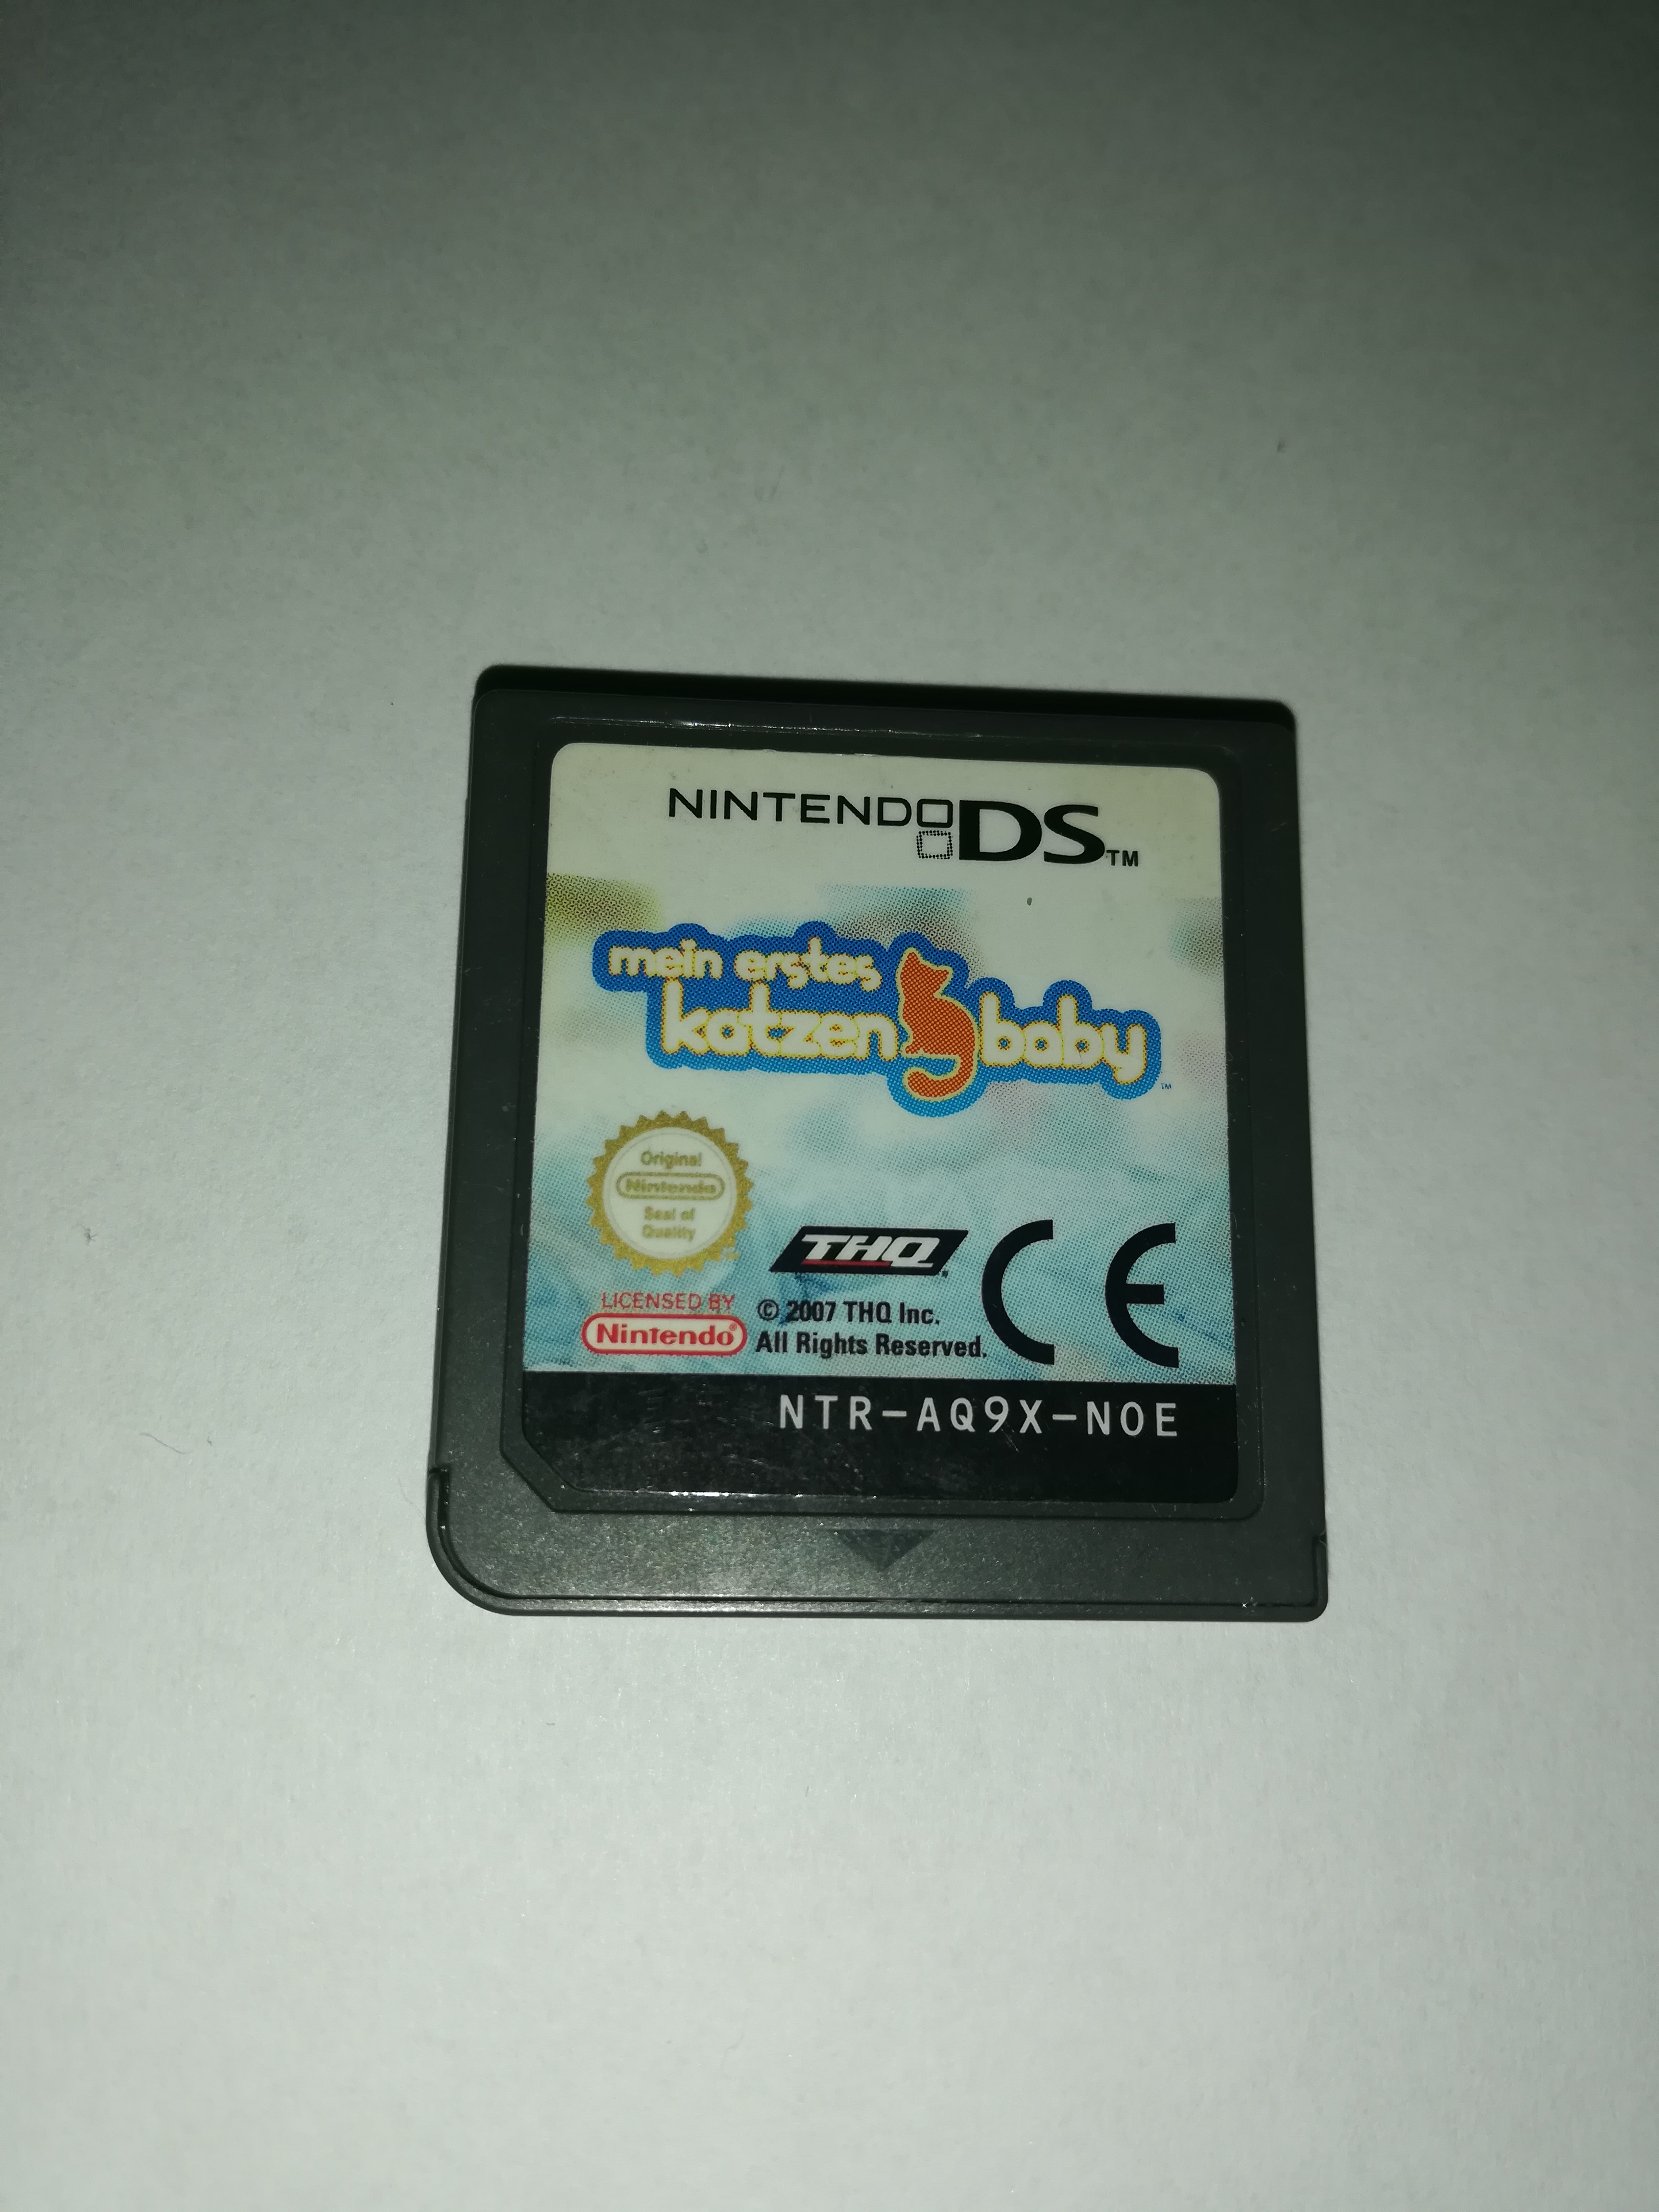 NINTENDO DS™
mein erstes
katzen baby™
Original
Nintendo
Seal of
Quality
THQ
CE
LICENSED BY
Nintendo®
© 2007 THQ Inc.
All Rights Reserved.
NTR-AQ9X-NOE